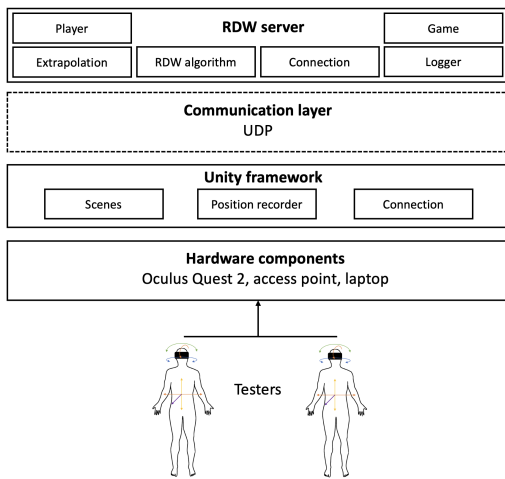 RDW server
Player
Game
Extrapolation
RDW algorithm
Connection
Logger
Communication layer
UDP
Unity framework
Scenes
Position recorder
Connection
Hardware components
Oculus Quest 2, access point, laptop
Testers